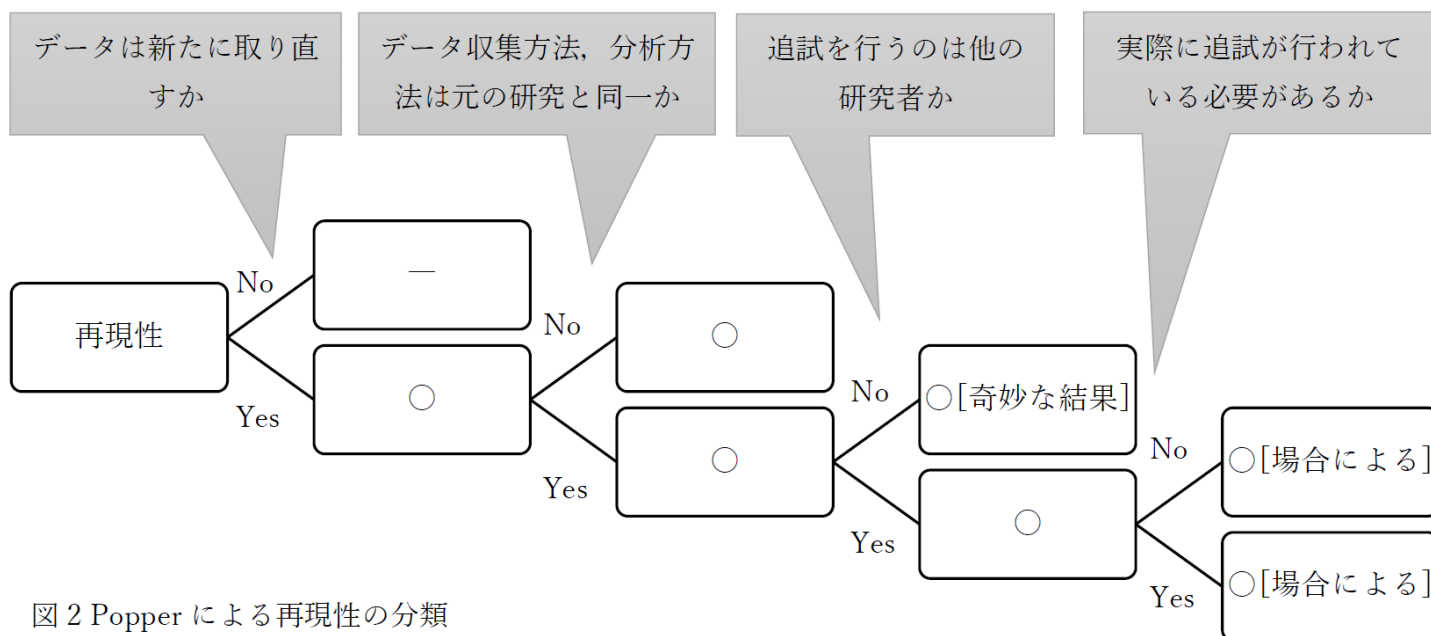 データは新たに取り直
すか
データ収集方法，分析方
法は元の研究と同一か
追試を行うのは他の
研究者か
実際に追試が行われて
いる必要があるか
再現性
No
―
Yes
○
No
○
Yes
○
No
○[奇妙な結果]
Yes
○
No
○[場合による]
Yes
○[場合による]
図 2 Popper による再現性の分類